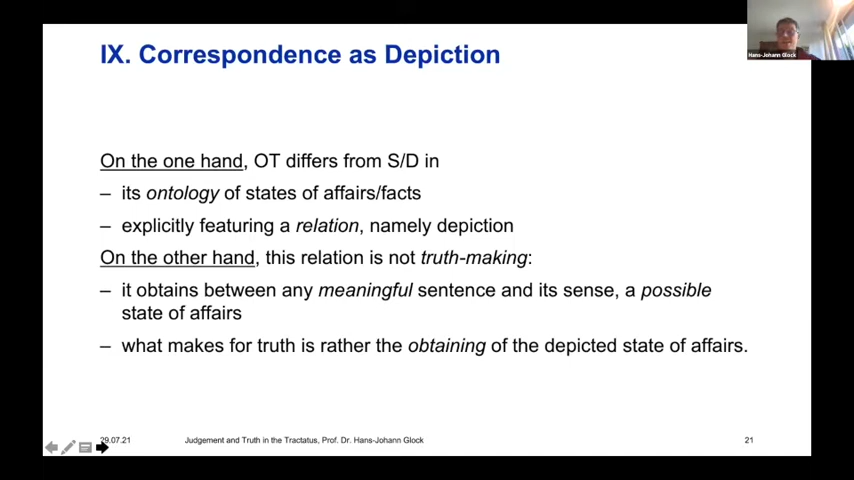 IX. Correspondence as Depiction
Hans-Johann Glock
On the one hand, OT differs from S/D in
– its ontology of states of affairs/facts
– explicitly featuring a relation, namely depiction
On the other hand, this relation is not truth-making:
– it obtains between any meaningful sentence and its sense, a possible
state of affairs
– what makes for truth is rather the obtaining of the depicted state of affairs.
29.07.21
Judgement and Truth in the Tractatus, Prof. Dr. Hans-Johann Glock
21